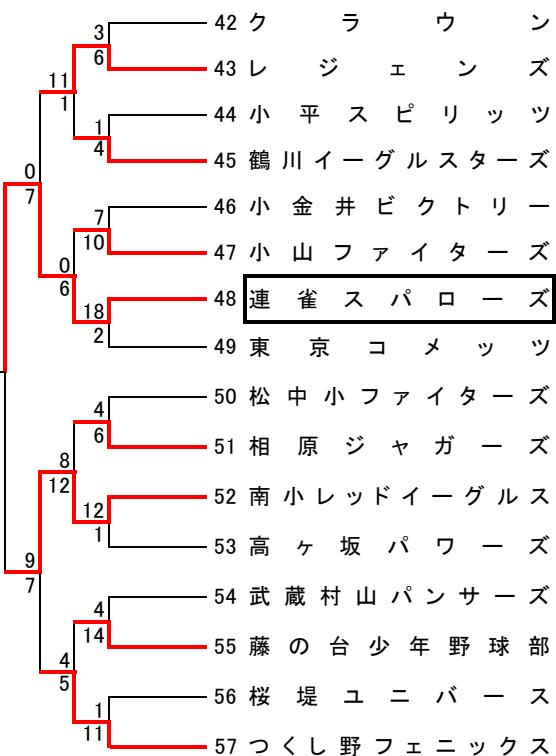 42 クラウン
3
6
43 レジェンズ
11
1
44 小平スピリッツ
1
4
45 鶴川イーグルスターズ
0
7
46 小金井ビクトリー
7
10
47 小山ファイターズ
0
6
48 連雀スパローズ
18
2
49 東京コメッツ
50 松中小ファイターズ
4
6
51 相原ジャガーズ
8
12
52 南小レッドイーグルス
12
1
53 高ヶ坂パワーズ
9
7
54 武蔵村山パンサーズ
4
14
55 藤の台少年野球部
4
5
56 桜堤ユニバース
1
11
57 つくし野フェニックス